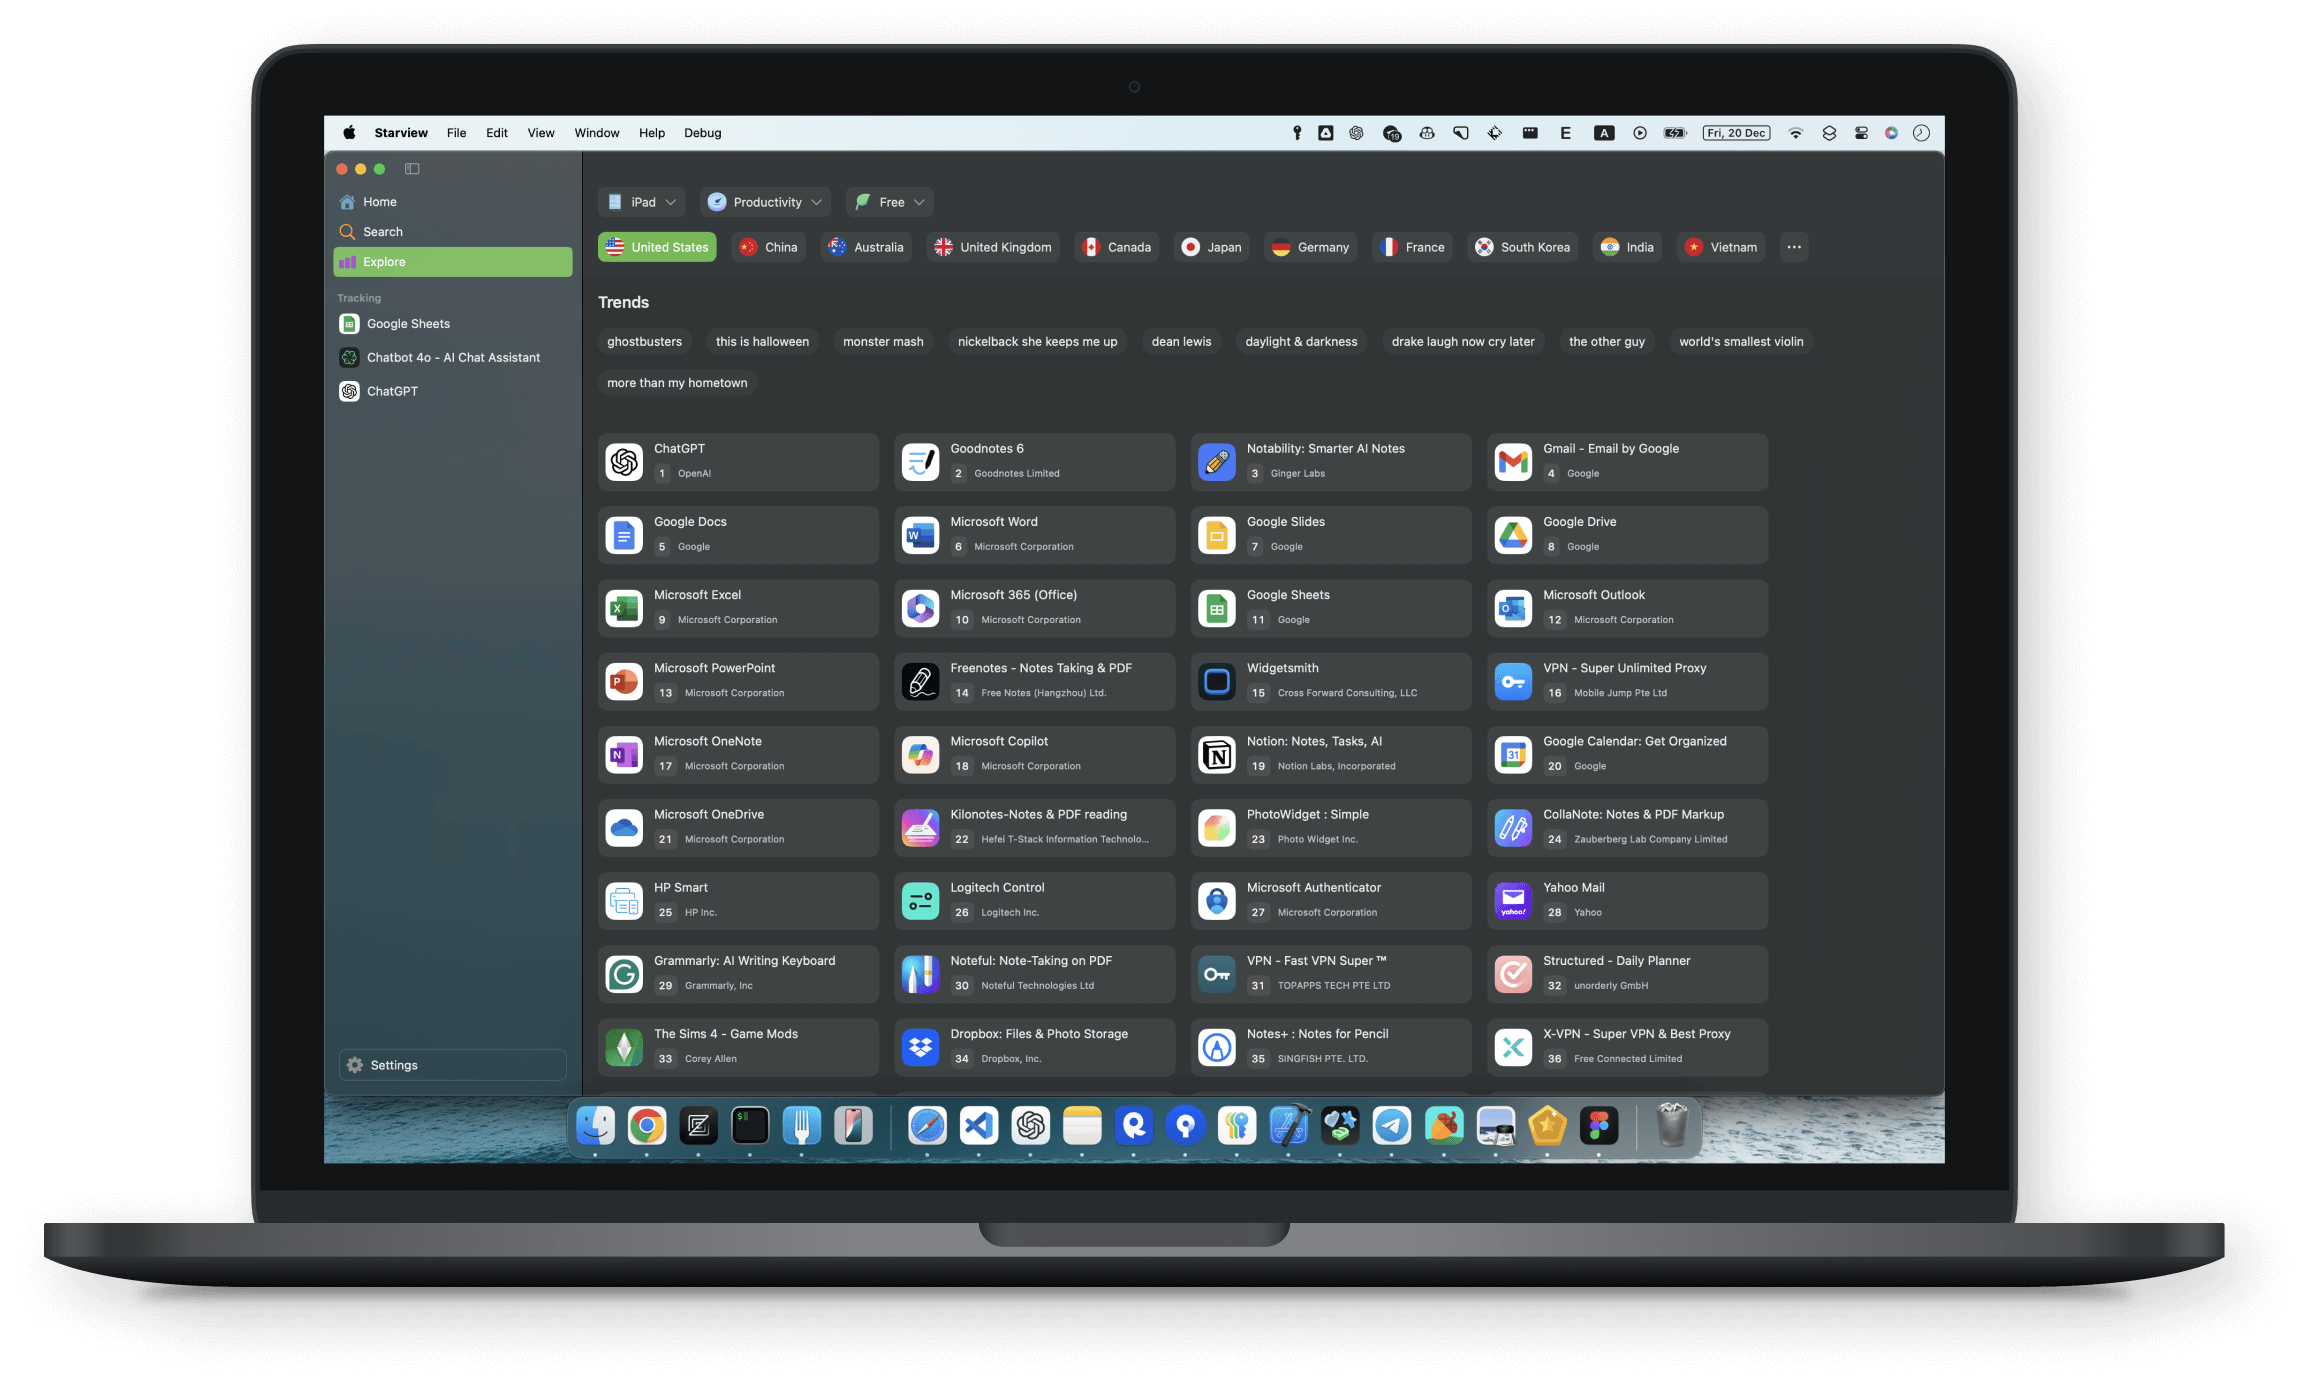 Starview File Edit View Window Help Debug 19 E A Fri, 20 Dec
Home
Search
Explore
Tracking
Google Sheets
Chatbot 4o - AI Chat Assistant
ChatGPT
Settings
iPad Productivity Free
United States China Australia United Kingdom Canada Japan Germany France South Korea India Vietnam ...
Trends
ghostbusters this is halloween monster mash nickelback she keeps me up dean lewis daylight & darkness drake laugh now cry later the other guy world's smallest violin
more than my hometown
ChatGPT Goodnotes 6 Notability: Smarter AI Notes Gmail - Email by Google
1 OpenAI 2 Goodnotes Limited 3 Ginger Labs 4 Google
Google Docs Microsoft Word Google Slides Google Drive
5 Google 6 Microsoft Corporation 7 Google 8 Google
Microsoft Excel Microsoft 365 (Office) Google Sheets Microsoft Outlook
9 Microsoft Corporation 10 Microsoft Corporation 11 Google 12 Microsoft Corporation
Microsoft PowerPoint Freenotes - Notes Taking & PDF Widgetsmith VPN - Super Unlimited Proxy
13 Microsoft Corporation 14 Free Notes (Hangzhou) Ltd. 15 Cross Forward Consulting, LLC 16 Mobile Jump Pte Ltd
Microsoft OneNote Microsoft Copilot Notion: Notes, Tasks, AI Google Calendar: Get Organized
17 Microsoft Corporation 18 Microsoft Corporation 19 Notion Labs, Incorporated 31 20 Google
Microsoft OneDrive Kilonotes-Notes & PDF reading PhotoWidget : Simple CollaNote: Notes & PDF Markup
21 Microsoft Corporation 22 Hefei T-Stack Information Technolo... 23 Photo Widget Inc. 24 Zauberberg Lab Company Limited
HP Smart Logitech Control Microsoft Authenticator Yahoo Mail
25 HP Inc. 26 Logitech Inc. 27 Microsoft Corporation yahoo! 28 Yahoo
Grammarly: AI Writing Keyboard Noteful: Note-Taking on PDF VPN - Fast VPN Super ™ Structured - Daily Planner
29 Grammarly, Inc 30 Noteful Technologies Ltd 31 TOPAPPS TECH PTE LTD 32 unorderly GmbH
The Sims 4 - Game Mods Dropbox: Files & Photo Storage Notes+ : Notes for Pencil X-VPN - Super VPN & Best Proxy
33 Corey Allen 34 Dropbox, Inc. 35 SINGFISH PTE. LTD. 36 Free Connected Limited